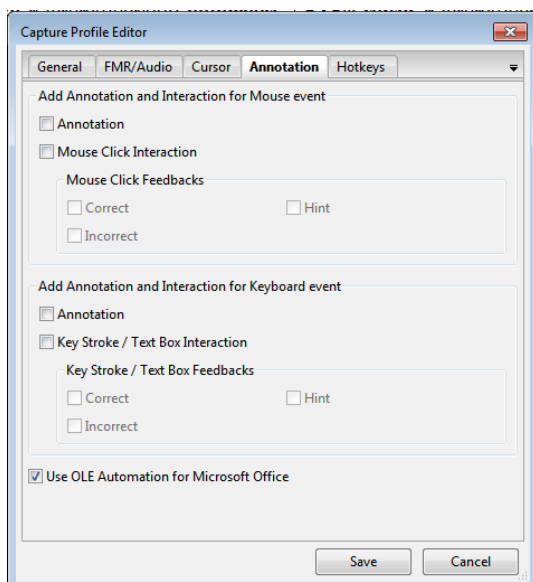 Capture Profile Editor
General FMR/Audio Cursor Annotation Hotkeys
Add Annotation and Interaction for Mouse event
Annotation
Mouse Click Interaction
Mouse Click Feedbacks
Correct Hint
Incorrect
Add Annotation and Interaction for Keyboard event
Annotation
Key Stroke / Text Box Interaction
Key Stroke / Text Box Feedbacks
Correct Hint
Incorrect
Use OLE Automation for Microsoft Office
Save Cancel